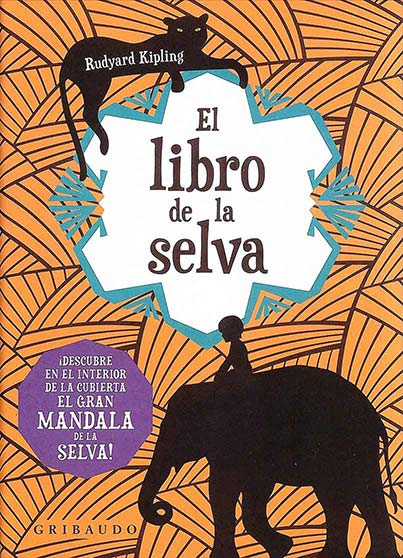 Rudyard Kipling
El
libro
de la
selva
¡DESCUBRE
EN EL INTERIOR
DE LA CUBIERTA
EL GRAN
MANDALA
DE LA
SELVA!
GRIBAUDO